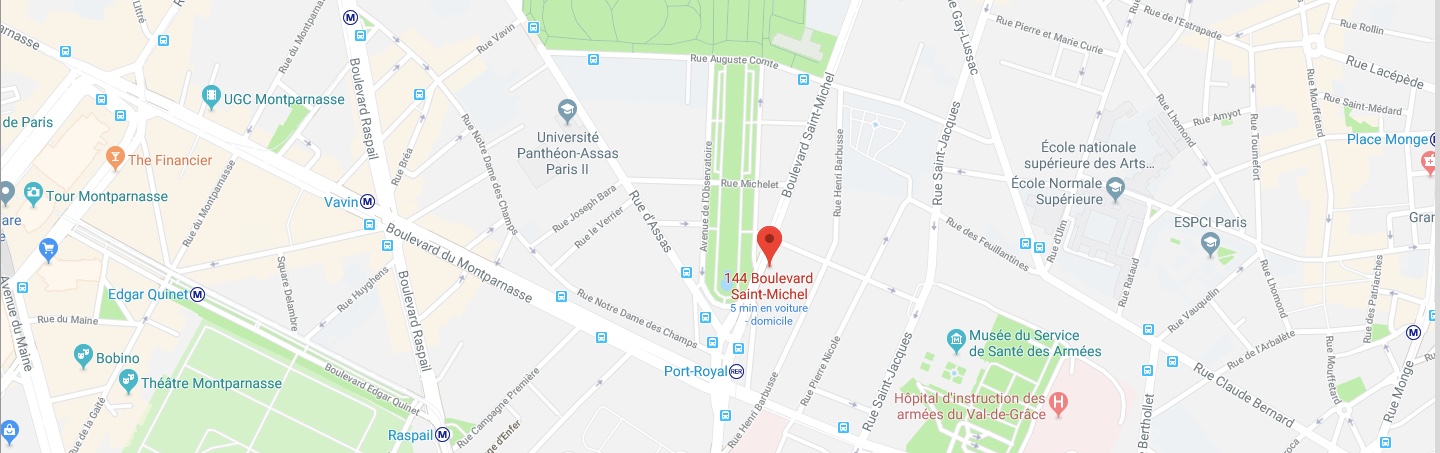 Littré
Rue du Montparnasse
Rue Vavin
Rue Auguste Comte
Boulevard Saint-Michel
Gay-Lussac
Rue Pierre et Marie Curie
Rue de l'Estrapade
Rue Rollin
Rue Lacépède
UGC Montparnasse
Boulevard Raspail
de Paris
The Financier
Tour Montparnasse
Rue du Montparnasse
Rue Bréa
Rue Notre Dame des Champs
Université
Panthéon-Assas
Paris II
Rue Joseph Bara
Rue le Verrier
Rue d'Assas
Avenue de l'Observatoire
Rue Michelet
Rue Henri Barbusse
Rue Saint-Jacques
École nationale
supérieure des Arts...
École Normale
Supérieure
Rue Lhomond
Rue Amyot
Rue Tournefort
Rue Mouffetard
Rue Saint-Médard
Place Monge
Vavin
Boulevard du Montparnasse
Rue des Feuillantines
Rue d'Ulm
ESPCI Paris
Edgar Quinet
Square Delambre
Rue Huyghens
Boulevard Raspail
144 Boulevard
Saint-Michel
5 min en voiture
- domicile
Rue Rataud
Rue Vauquelin
Rue Lhomond
Rue des Patriarches
Avenue du Maine
Rue du Maine
Bobino
Théâtre Montparnasse
Rue de la Gaîté
Boulevard Edgar Quinet
Raspail
Rue Campagne Première
d'Enfer
Rue Notre Dame des Champs
Port-Royal
RER
Rue Henri Barbusse
Rue Pierre Nicole
Rue Saint-Jacques
Musée du Service
de Santé des Armées
Hôpital d'instruction des
armées du Val-de-Grâce
H
Berthollet
Rue Claude Bernard
Rue de l'Arbalète
Rue Mouffetard
Rue Monge